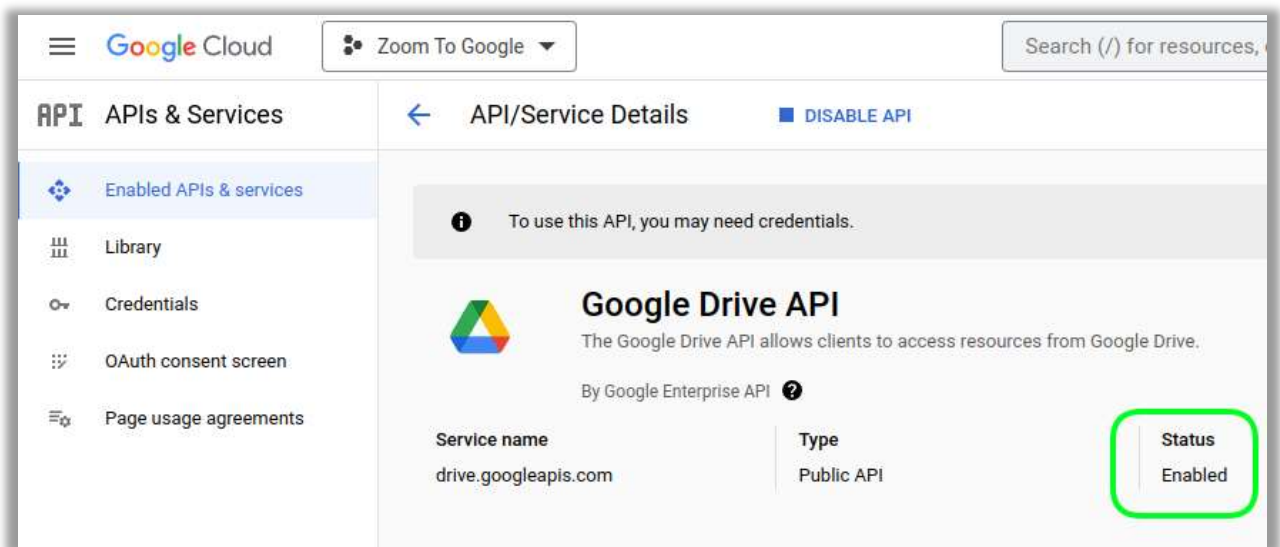 Google Cloud
Zoom To Google
Search (/) for resources,
API APIs & Services
API/Service Details
DISABLE API
Enabled APIs & services
To use this API, you may need credentials.
Library
Credentials
Google Drive API
The Google Drive API allows clients to access resources from Google Drive.
OAuth consent screen
By Google Enterprise API
Page usage agreements
Service name
Type
Status
drive.googleapis.com
Public API
Enabled